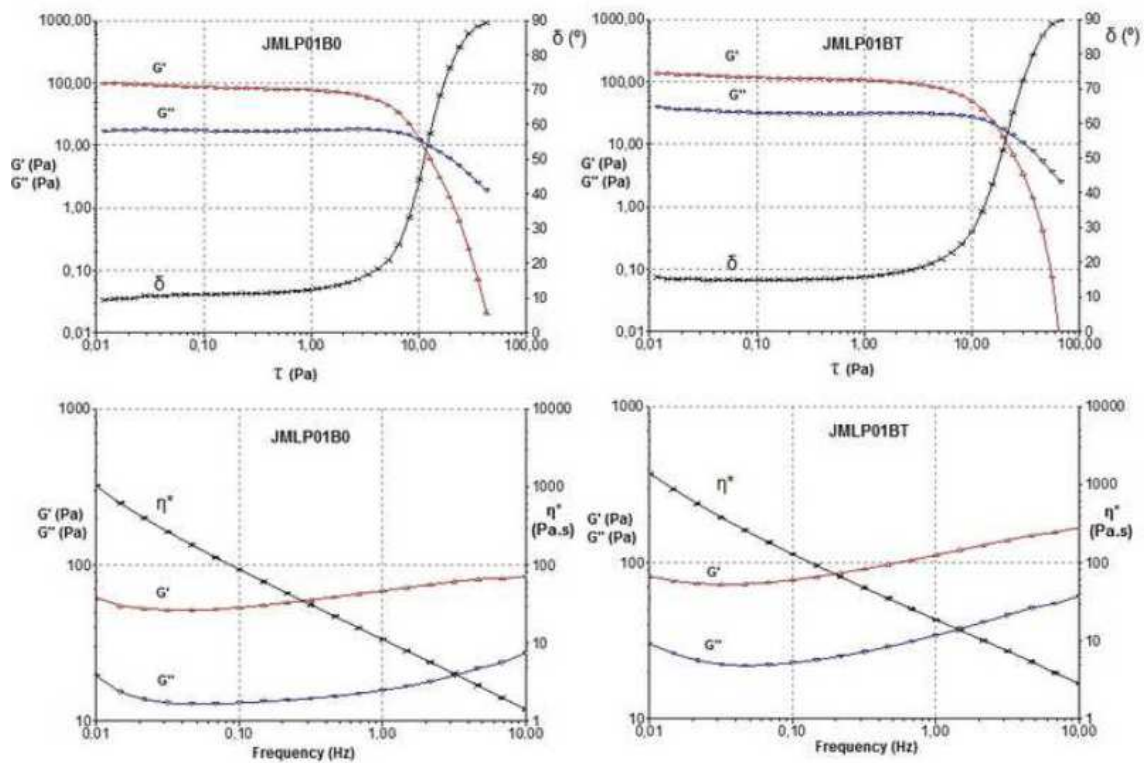 1000,00
100,00
10,00
G' (Pa)
G'' (Pa)
1,00
0,10
0,01
JMLP01B0
G'
G''
δ
90
δ (º)
80
70
60
50
40
30
20
10
0
0,01
0,10
1,00
10,00
100,00
τ (Pa)
1000,00
100,00
10,00
G' (Pa)
G'' (Pa)
1,00
0,10
0,01
JMLP01BT
G'
G''
δ
90
δ (º)
80
70
60
50
40
30
20
10
0
0,01
0,10
1,00
10,00
100,00
τ (Pa)
1000
G' (Pa)
G'' (Pa)
100
10
JMLP01B0
η*
G'
G''
10000
1000
η*
(Pa.s)
100
10
1
0,01
0,10
1,00
10,00
Frequency (Hz)
1000
G' (Pa)
G'' (Pa)
100
10
JMLP01BT
η*
G'
G''
10000
1000
η*
(Pa.s)
100
10
1
0,01
0,10
1,00
10,00
Frequency (Hz)